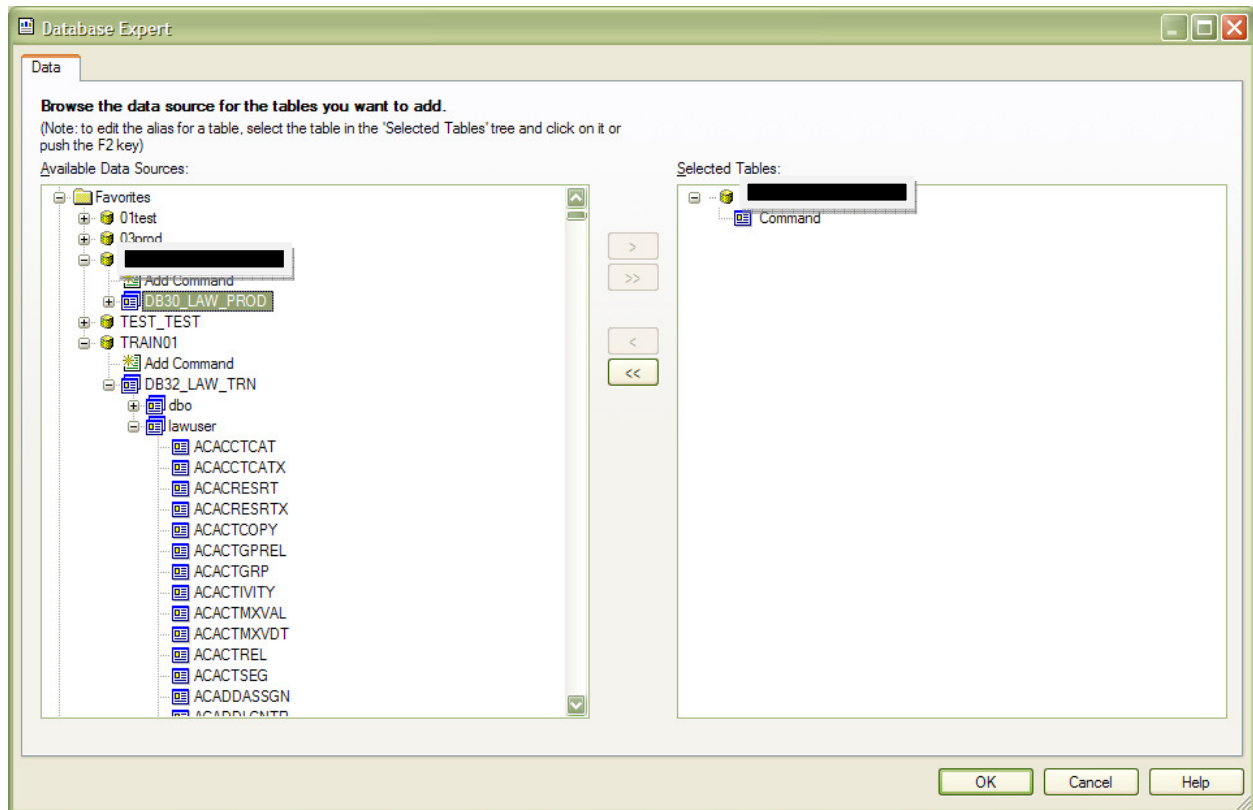 Database Expert
Data
Browse the data source for the tables you want to add.
(Note: to edit the alias for a table, select the table in the 'Selected Tables' tree and click on it or
push the F2 key)
Available Data Sources:
Selected Tables:
Favorites
01test
03prod
Add Command
DB30_LAW_PROD
TEST_TEST
TRAIN01
Add Command
DB32_LAW_TRN
dbo
lawuser
ACACCTCAT
ACACCTCATX
ACACRESRT
ACACRESRTX
ACACTCOPY
ACACTGPREL
ACACTGRP
ACACTIVITY
ACACTMXVAL
ACACTMXVDT
ACACTREL
ACACTSEG
ACADDASSGN
Command
>
>>
<
<<
OK Cancel Help